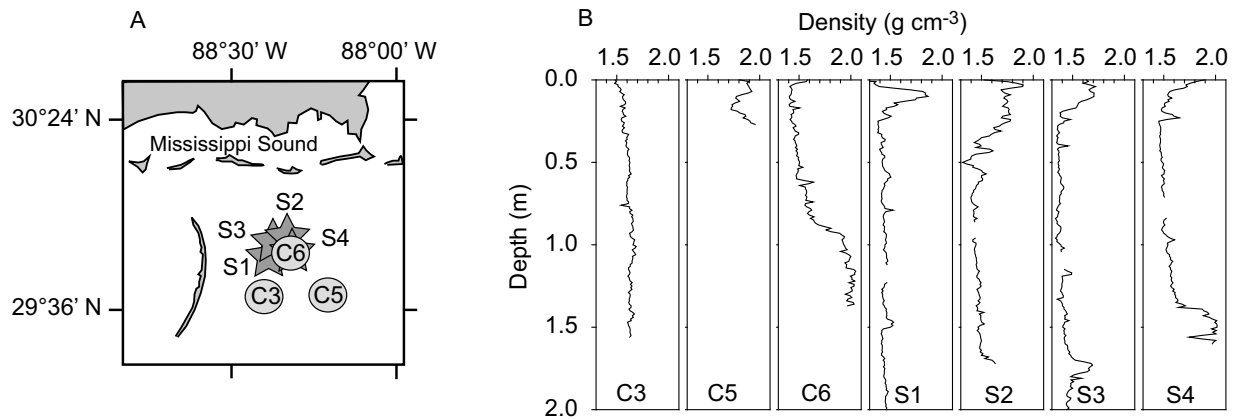 A
88°30’ W 88°00’ W
30°24’ N
Mississippi Sound
S2
S3 S4
C6
S1
C3 C5
29°36’ N
B
Density (g cm-3)
1.5 2.0 1.5 2.0 1.5 2.0 1.5 2.0 1.5 2.0 1.5 2.0 1.5 2.0
0.0
0.5
1.0
1.5
2.0
Depth (m)
C3 C5 C6 S1 S2 S3 S4